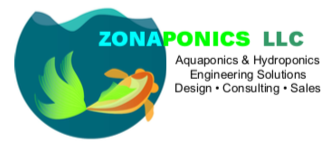 ZONAPONICS LLC
Aquaponics & Hydroponics
Engineering Solutions
Design • Consulting • Sales